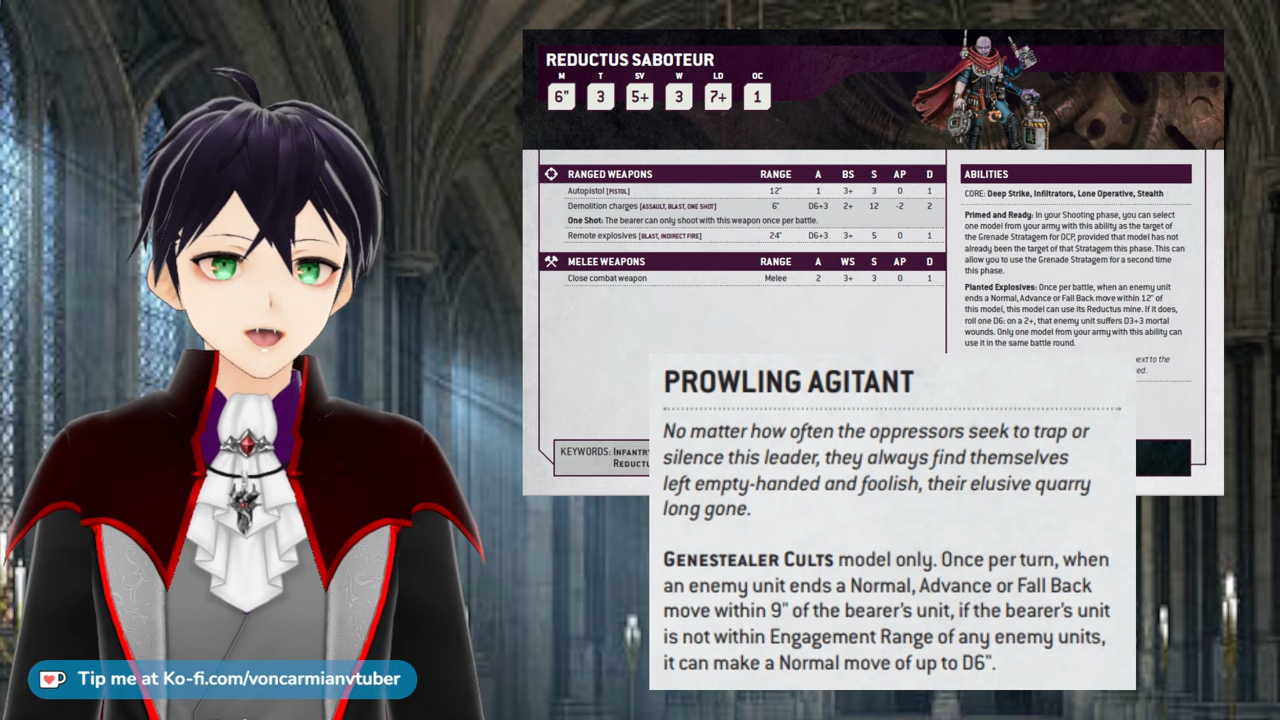 REDUCTUS SABOTEUR
M T SV W LD OC
6" 3 5+ 3 7+ 1
RANGED WEAPONS RANGE A BS S AP D
Autopistol [PISTOL] 12" 1 3+ 3 0 1
Demolition charges [ASSAULT, BLAST, ONE SHOT] 6" D6+3 2+ 12 -2 2
One Shot: The bearer can only shoot with this weapon once per battle.
Remote explosives [BLAST, INDIRECT FIRE] 24" D6+3 3+ 5 0 1
MELEE WEAPONS RANGE A WS S AP D
Close combat weapon Melee 2 3+ 3 0 1
ABILITIES
CORE: Deep Strike, Infiltrators, Lone Operative, Stealth
Primed and Ready: In your Shooting phase, you can select
one model from your army with this ability as the target of
the Grenade Stratagem for 0CP, provided that model has not
already been the target of that Stratagem this phase. This can
allow you to use the Grenade Stratagem for a second time
this phase.
Planted Explosives: Once per battle, when an enemy unit
ends a Normal, Advance or Fall Back move within 12" of
this model, this model can use its Reductus mine. If it does,
roll one D6: on a 2+, that enemy unit suffers D3+3 mortal
wounds. Only one model from your army with this ability can
use it in the same battle round.
to the
KEYWORDS: INFANTRY
PROWLING AGITANT
No matter how often the oppressors seek to trap or
silence this leader, they always find themselves
left empty-handed and foolish, their elusive quarry
long gone.
GENESTEALER CULTS model only. Once per turn, when
an enemy unit ends a Normal, Advance or Fall Back
move within 9" of the bearer's unit, if the bearer's unit
is not within Engagement Range of any enemy units,
it can make a Normal move of up to D6".
Tip me at Ko-fi.com/voncarmianvtuber